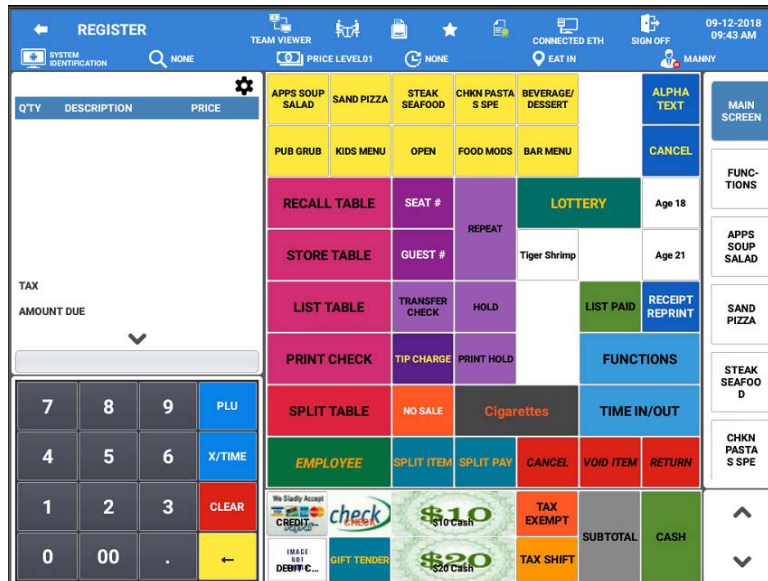 REGISTER
TEAM VIEWER
CONNECTED ETH
SIGN OFF
09-12-2018
09:43 AM
SYSTEM
IDENTIFICATION
NONE
PRICE LEVEL01
NONE
EAT IN
MANNY
Q'TY DESCRIPTION PRICE
TAX
AMOUNT DUE
7 8 9 PLU
4 5 6 X/TIME
1 2 3 CLEAR
0 00 . ←
APPS SOUP
SALAD
SAND PIZZA
STEAK
SEAFOOD
CHKN PASTA
S SPE
BEVERAGE/
DESSERT
ALPHA
TEXT
PUB GRUB
KIDS MENU
OPEN
FOOD MODS
BAR MENU
CANCEL
RECALL TABLE
SEAT #
REPEAT
LOTTERY
Age 18
STORE TABLE
GUEST #
Tiger Shrimp
Age 21
LIST TABLE
TRANSFER
CHECK
HOLD
LIST PAID
RECEIPT
REPRINT
PRINT CHECK
TIP CHARGE
PRINT HOLD
FUNCTIONS
SPLIT TABLE
NO SALE
Cigarettes
TIME IN/OUT
EMPLOYEE
SPLIT ITEM
SPLIT PAY
CANCEL
VOID ITEM
RETURN
We Gladly Accept
CREDIT...
check
CHECK
$10
$10 Cash
TAX
EXEMPT
SUBTOTAL
CASH
IMAGE
NOT
DEBIT C...
GIFT TENDER
$20
$20 Cash
TAX SHIFT
MAIN
SCREEN
FUNC-
TIONS
APPS
SOUP
SALAD
SAND
PIZZA
STEAK
SEAFOO
D
CHKN
PASTA
S SPE